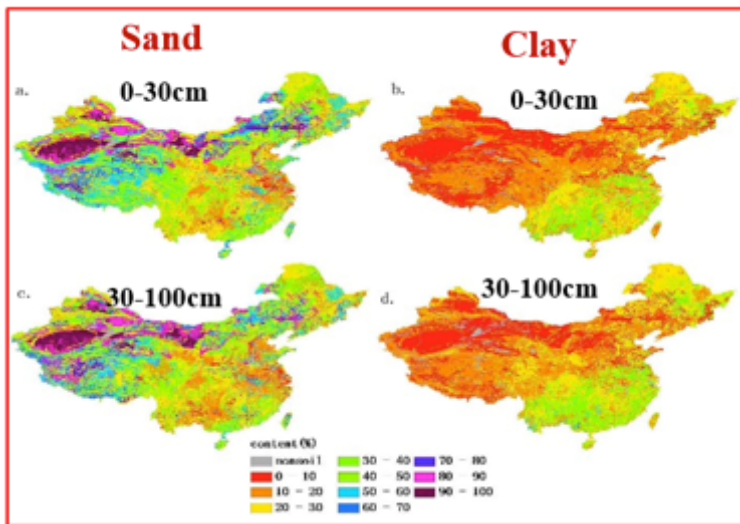 Sand
Clay
a.
0-30cm
b.
0-30cm
c.
30-100cm
d.
30-100cm
content(%)
nonsoil
0 - 10
10 - 20
20 - 30
30 - 40
40 - 50
50 - 60
60 - 70
70 - 80
80 - 90
90 - 100